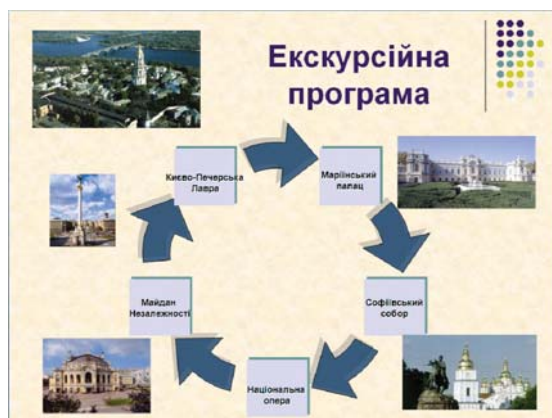 Екскурсійна
програма
Києво-Печерська
Лавра
Маріїнський
палац
Софіївський
собор
Національна
опера
Майдан
Незалежності